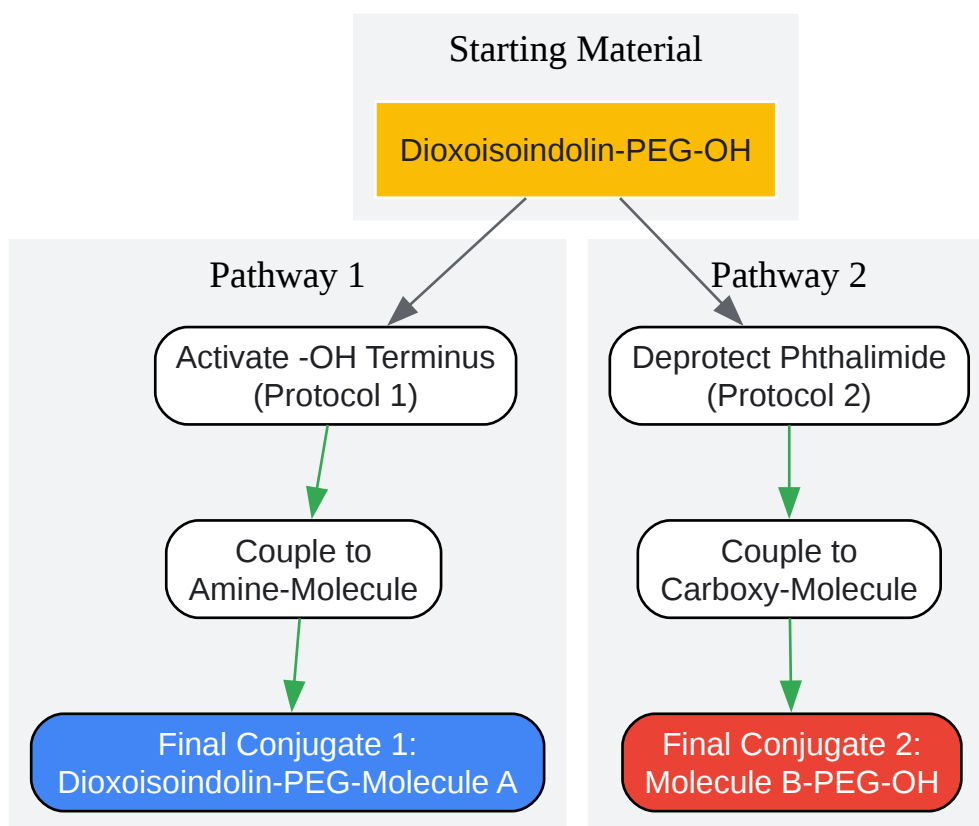 Starting Material
Dioxoisoindolin-PEG-OH
Pathway 1
Activate -OH Terminus
(Protocol 1)
Couple to
Amine-Molecule
Final Conjugate 1:
Dioxoisoindolin-PEG-Molecule A
Pathway 2
Deprotect Phthalimide
(Protocol 2)
Couple to
Carboxy-Molecule
Final Conjugate 2:
Molecule B-PEG-OH